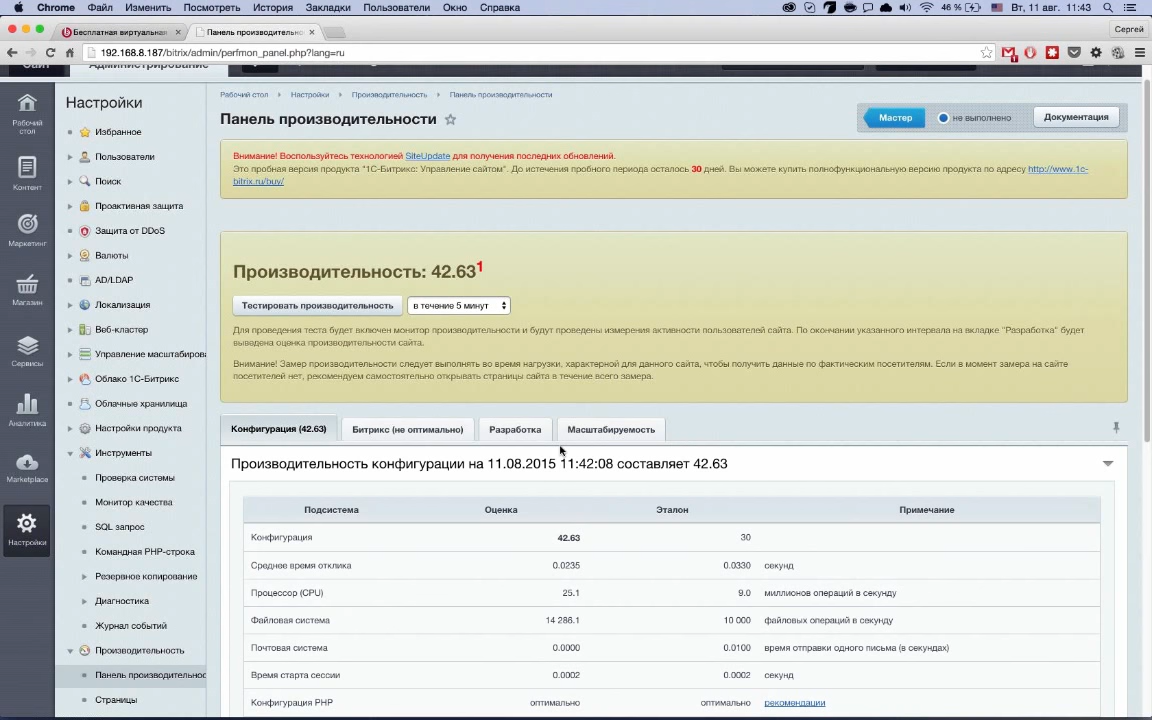 Chrome Файл Изменить Посмотреть История Закладки Пользователи Окно Справка 46 % Вт, 11 авг. 11:43
Бесплатная виртуальная Панель производительн Сергей
192.168.8.187/bitrix/admin/perfmon_panel.php?lang=ru
Рабочий стол
Контент
Маркетинг
Магазин
Сервисы
Аналитика
Marketplace
Настройки
Настройки
Избранное
Пользователи
Поиск
Проактивная защита
Защита от DDoS
Валюты
AD/LDAP
Локализация
Веб-кластер
Управление масштабирова
Облако 1С-Битрикс
Облачные хранилища
Настройки продукта
Инструменты
Проверка системы
Монитор качества
SQL запрос
Командная PHP-строка
Резервное копирование
Диагностика
Журнал событий
Производительность
Панель производительнос
Страницы
Рабочий стол Настройки Производительность Панель производительности
Панель производительности
Мастер не выполнено Документация
Внимание! Воспользуйтесь технологией SiteUpdate для получения последних обновлений.
Это пробная версия продукта "1С-Битрикс: Управление сайтом". До истечения пробного периода осталось 30 дней. Вы можете купить полнофункциональную версию продукта по адресу http://www.1c-
bitrix.ru/buy/
Производительность: 42.63¹
Тестировать производительность в течение 5 минут
Для проведения теста будет включен монитор производительности и будут проведены измерения активности пользователей сайта. По окончании указанного интервала на вкладке "Разработка" будет
выведена оценка производительности сайта.
Внимание! Замер производительности следует выполнять во время нагрузки, характерной для данного сайта, чтобы получить данные по фактическим посетителям. Если в момент замера на сайте
посетителей нет, рекомендуем самостоятельно открывать страницы сайта в течение всего замера.
Конфигурация (42.63) Битрикс (не оптимально) Разработка Масштабируемость
Производительность конфигурации на 11.08.2015 11:42:08 составляет 42.63
Подсистема Оценка Эталон Примечание
Конфигурация 42.63 30
Среднее время отклика 0.0235 0.0330 секунд
Процессор (CPU) 25.1 9.0 миллионов операций в секунду
Файловая система 14 286.1 10 000 файловых операций в секунду
Почтовая система 0.0000 0.0100 время отправки одного письма (в секундах)
Время старта сессии 0.0002 0.0002 секунд
Конфигурация PHP оптимально оптимально рекомендации